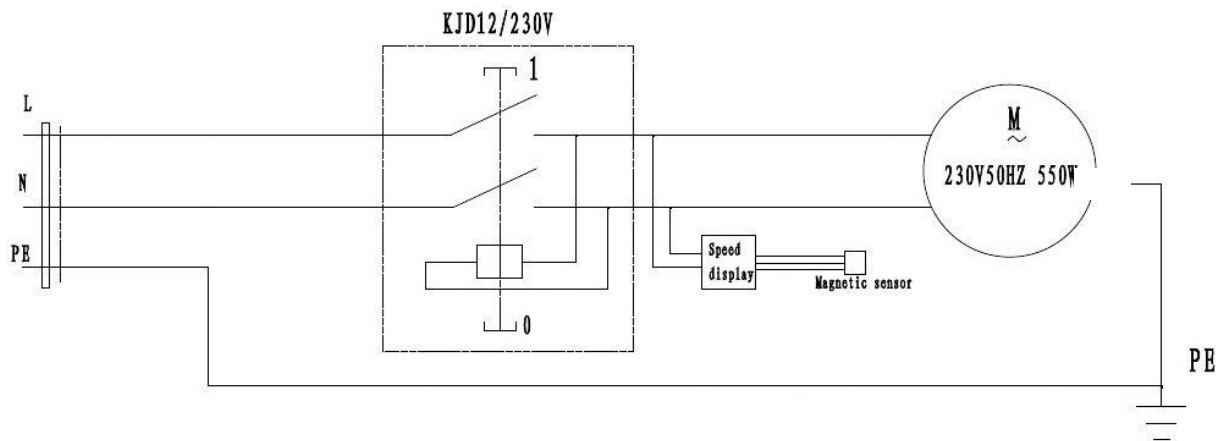 KJD12/230V
1
L
M
~
N
230V50HZ 550W
PE
Speed
display
Magnetic sensor
0
PE